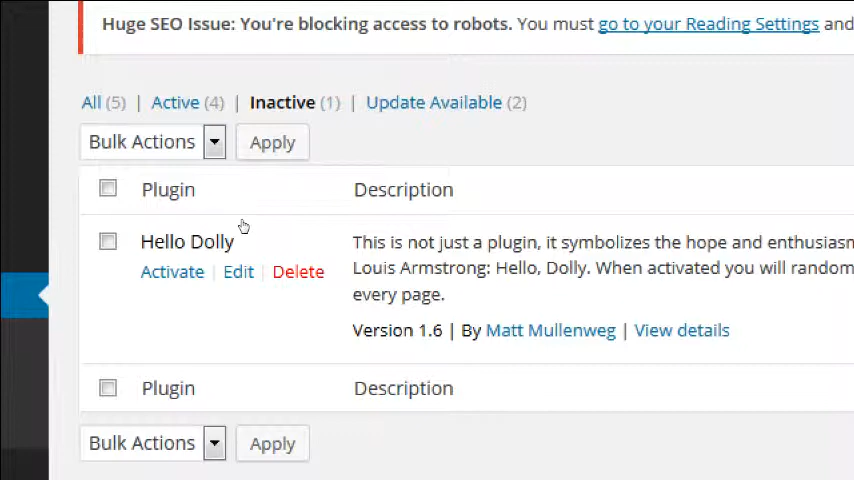 Huge SEO Issue: You're blocking access to robots. You must go to your Reading Settings and
All (5) | Active (4) | Inactive (1) | Update Available (2)
Bulk Actions Apply
Plugin Description
Hello Dolly This is not just a plugin, it symbolizes the hope and enthusiasm
Activate | Edit | Delete Louis Armstrong: Hello, Dolly. When activated you will random
every page.
Version 1.6 | By Matt Mullenweg | View details
Plugin Description
Bulk Actions Apply